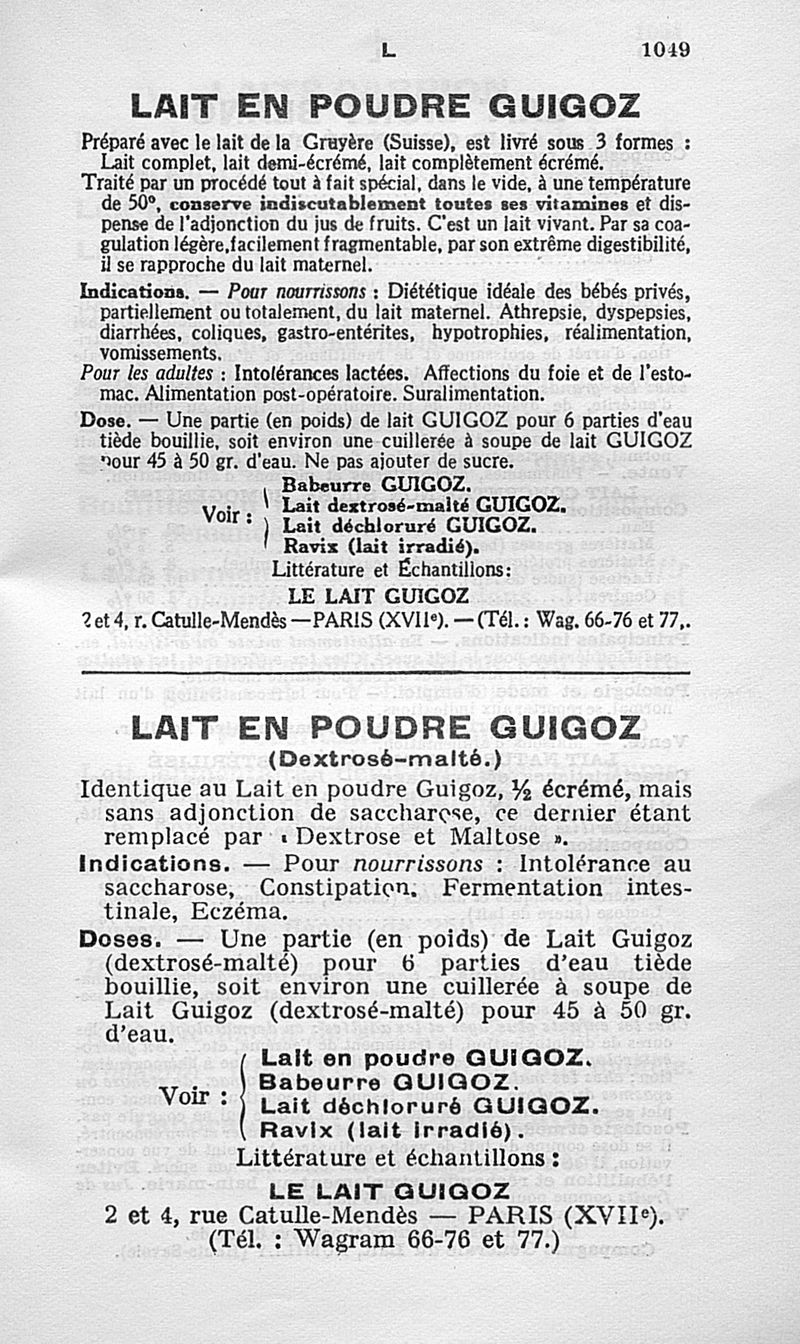 L 1049
LAIT EN POUDRE GUIGOZ
Préparé avec le lait de la Gruyère (Suisse), est livré sous 3 formes :
Lait complet, lait demi-écrémé, lait complètement écrémé.
Traité par un procédé tout à fait spécial, dans le vide, à une température
de 50°, conserve indiscutablement toutes ses vitamines et dis-
pense de l'adjonction du jus de fruits. C'est un lait vivant. Par sa coa-
gulation légère, facilement fragmentable, par son extrême digestibilité,
il se rapproche du lait maternel.
Indications. — Pour nourrissons : Diététique idéale des bébés privés,
partiellement ou totalement, du lait maternel. Athrepsie, dyspepsies,
diarrhées, coliques, gastro-entérites, hypotrophies, réalimentation,
vomissements.
Pour les adultes : Intolérances lactées. Affections du foie et de l'esto-
mac. Alimentation post-opératoire. Suralimentation.
Dose. — Une partie (en poids) de lait GUIGOZ pour 6 parties d'eau
tiède bouillie, soit environ une cuillerée à soupe de lait GUIGOZ
pour 45 à 50 gr. d'eau. Ne pas ajouter de sucre.
Babeurre GUIGOZ.
Voir : Lait dextrosé-malté GUIGOZ.
Lait déchloruré GUIGOZ.
Ravix (lait irradié).
Littérature et Échantillons :
LE LAIT GUIGOZ
2 et 4, r. Catulle-Mendès — PARIS (XVIIe). — (Tél. : Wag. 66-76 et 77,.
LAIT EN POUDRE GUIGOZ
(Dextrosé-malté.)
Identique au Lait en poudre Guigoz, ½ écrémé, mais
sans adjonction de saccharose, ce dernier étant
remplacé par « Dextrose et Maltose ».
Indications. — Pour nourrissons : Intolérance au
saccharose, Constipation. Fermentation intes-
tinale, Eczéma.
Doses. — Une partie (en poids) de Lait Guigoz
(dextrosé-malté) pour 6 parties d'eau tiède
bouillie, soit environ une cuillerée à soupe de
Lait Guigoz (dextrosé-malté) pour 45 à 50 gr.
d'eau.
Lait en poudre GUIGOZ.
Voir : Babeurre GUIGOZ.
Lait déchloruré GUIGOZ.
Ravix (lait irradié).
Littérature et échantillons :
LE LAIT GUIGOZ
2 et 4, rue Catulle-Mendès — PARIS (XVIIe).
(Tél. : Wagram 66-76 et 77.)